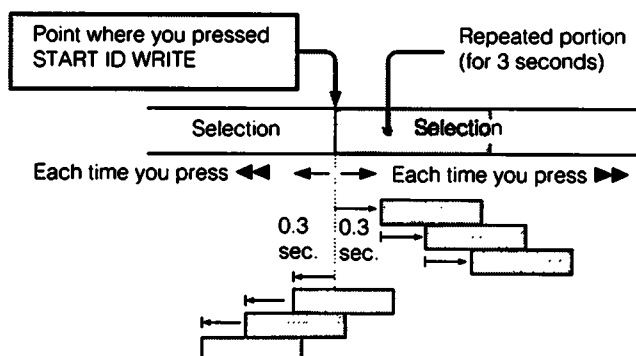 Point where you pressed
START ID WRITE
Repeated portion
(for 3 seconds)
Selection
Selection
Each time you press ◀◀
Each time you press ▶▶
0.3
sec.
0.3
sec.